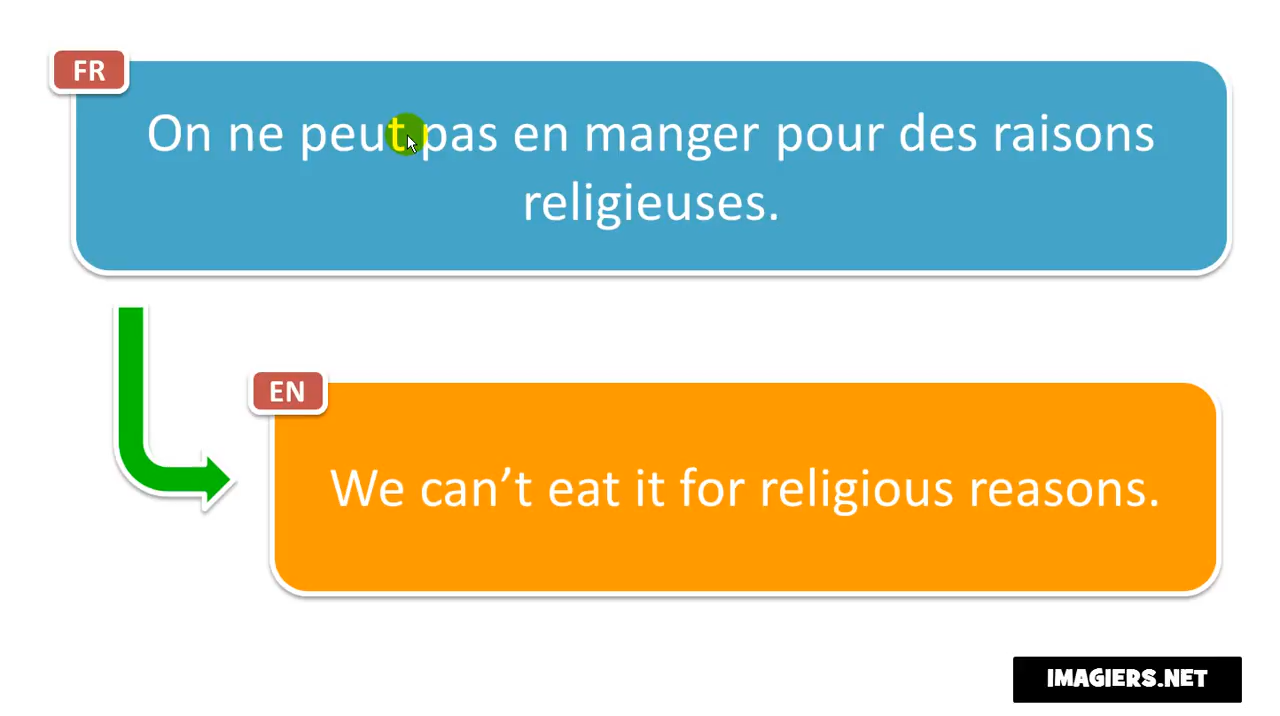 FR
On ne peut pas en manger pour des raisons
religieuses.
EN
We can’t eat it for religious reasons.
IMAGIERS.NET